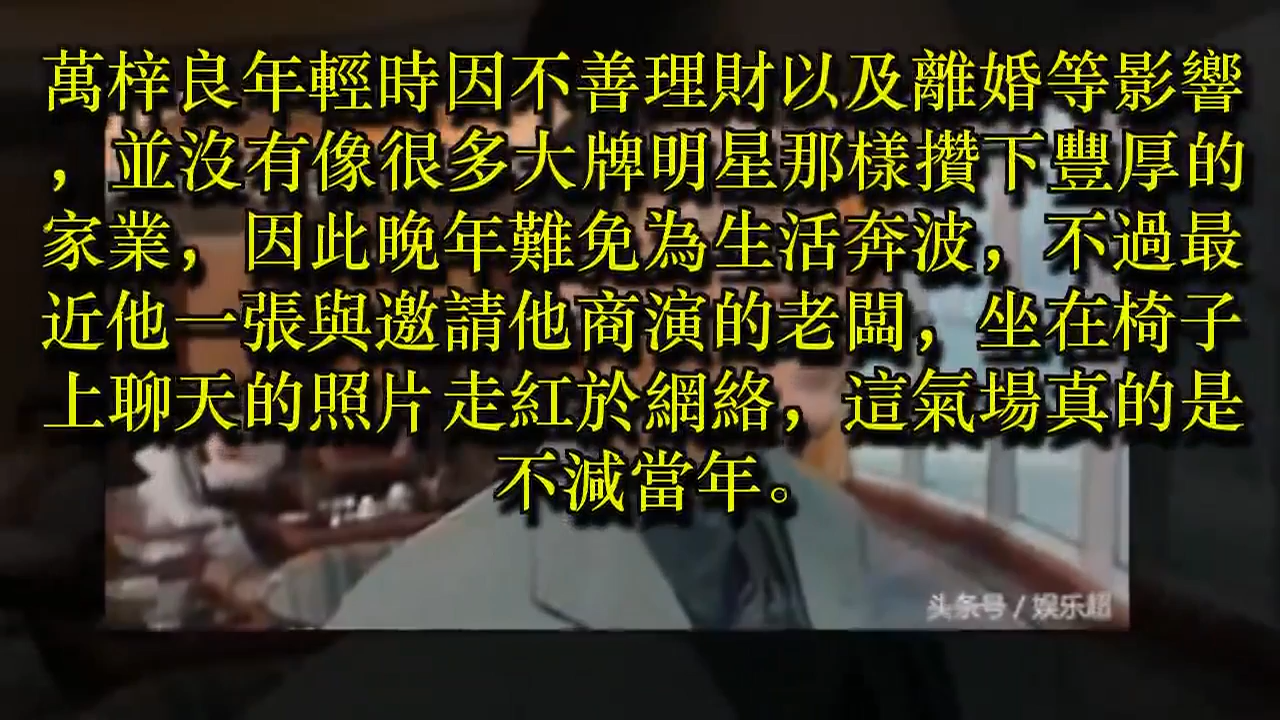 萬梓良年輕時因不善理財以及離婚等影響
，並沒有像很多大牌明星那樣攢下豐厚的
家業，因此晚年難免為生活奔波，不過最
近他一張與邀請他商演的老闆，坐在椅子
上聊天的照片走紅於網絡，這氣場真的是
不減當年。
头条号 / 娱乐超